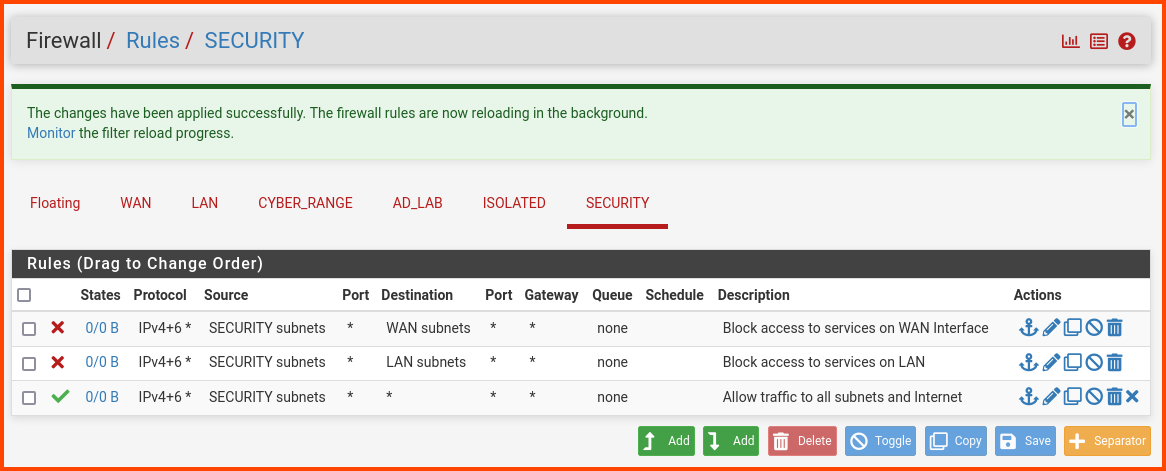 Firewall / Rules / SECURITY
The changes have been applied successfully. The firewall rules are now reloading in the background.
Monitor the filter reload progress.
Floating WAN LAN CYBER_RANGE AD_LAB ISOLATED SECURITY
Rules (Drag to Change Order)
States Protocol Source Port Destination Port Gateway Queue Schedule Description Actions
0/0 B IPv4+6 * SECURITY subnets * WAN subnets * * none Block access to services on WAN Interface
0/0 B IPv4+6 * SECURITY subnets * LAN subnets * * none Block access to services on LAN
0/0 B IPv4+6 * SECURITY subnets * * * * none Allow traffic to all subnets and Internet
Add Add Delete Toggle Copy Save Separator